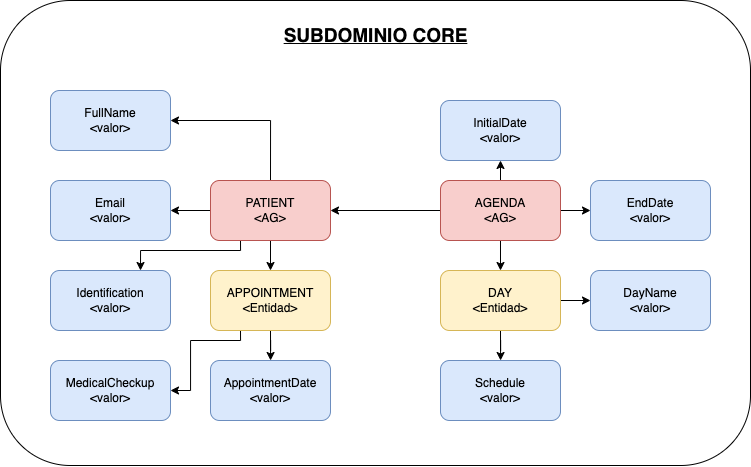 SUBDOMINIO CORE
FullName
<valor>
InitialDate
<valor>
Email
<valor>
PATIENT
<AG>
AGENDA
<AG>
EndDate
<valor>
Identification
<valor>
APPOINTMENT
<Entidad>
DAY
<Entidad>
DayName
<valor>
MedicalCheckup
<valor>
AppointmentDate
<valor>
Schedule
<valor>